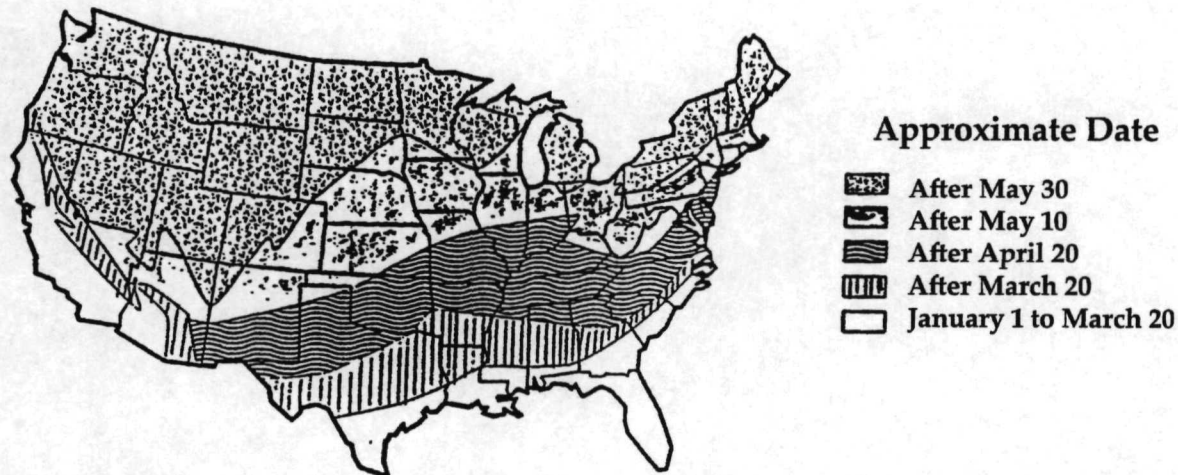 Approximate Date
After May 30
After May 10
After April 20
After March 20
January 1 to March 20